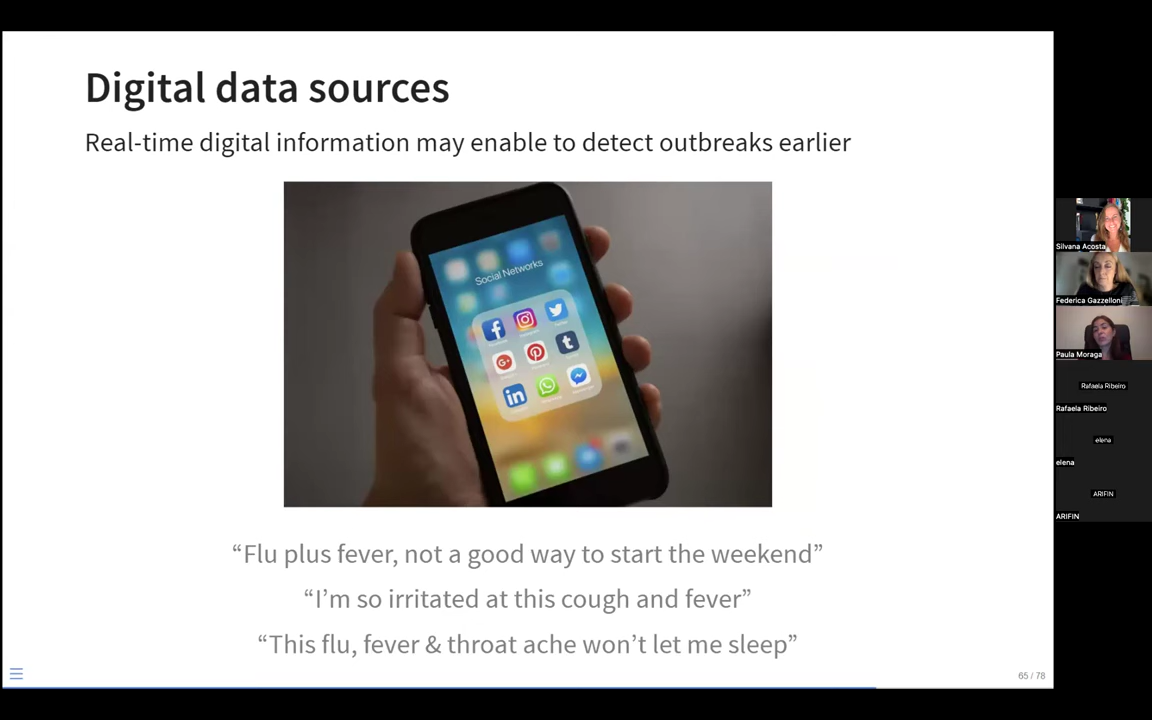 Digital data sources
Real-time digital information may enable to detect outbreaks earlier
Social Networks
“Flu plus fever, not a good way to start the weekend”
“I’m so irritated at this cough and fever”
“This flu, fever & throat ache won’t let me sleep”
65 / 78
Silvana Acosta
Federica Gazzelloni
Paula Moraga
Rafaela Ribeiro
Rafaela Ribeiro
elena
elena
ARIFIN
ARIFIN